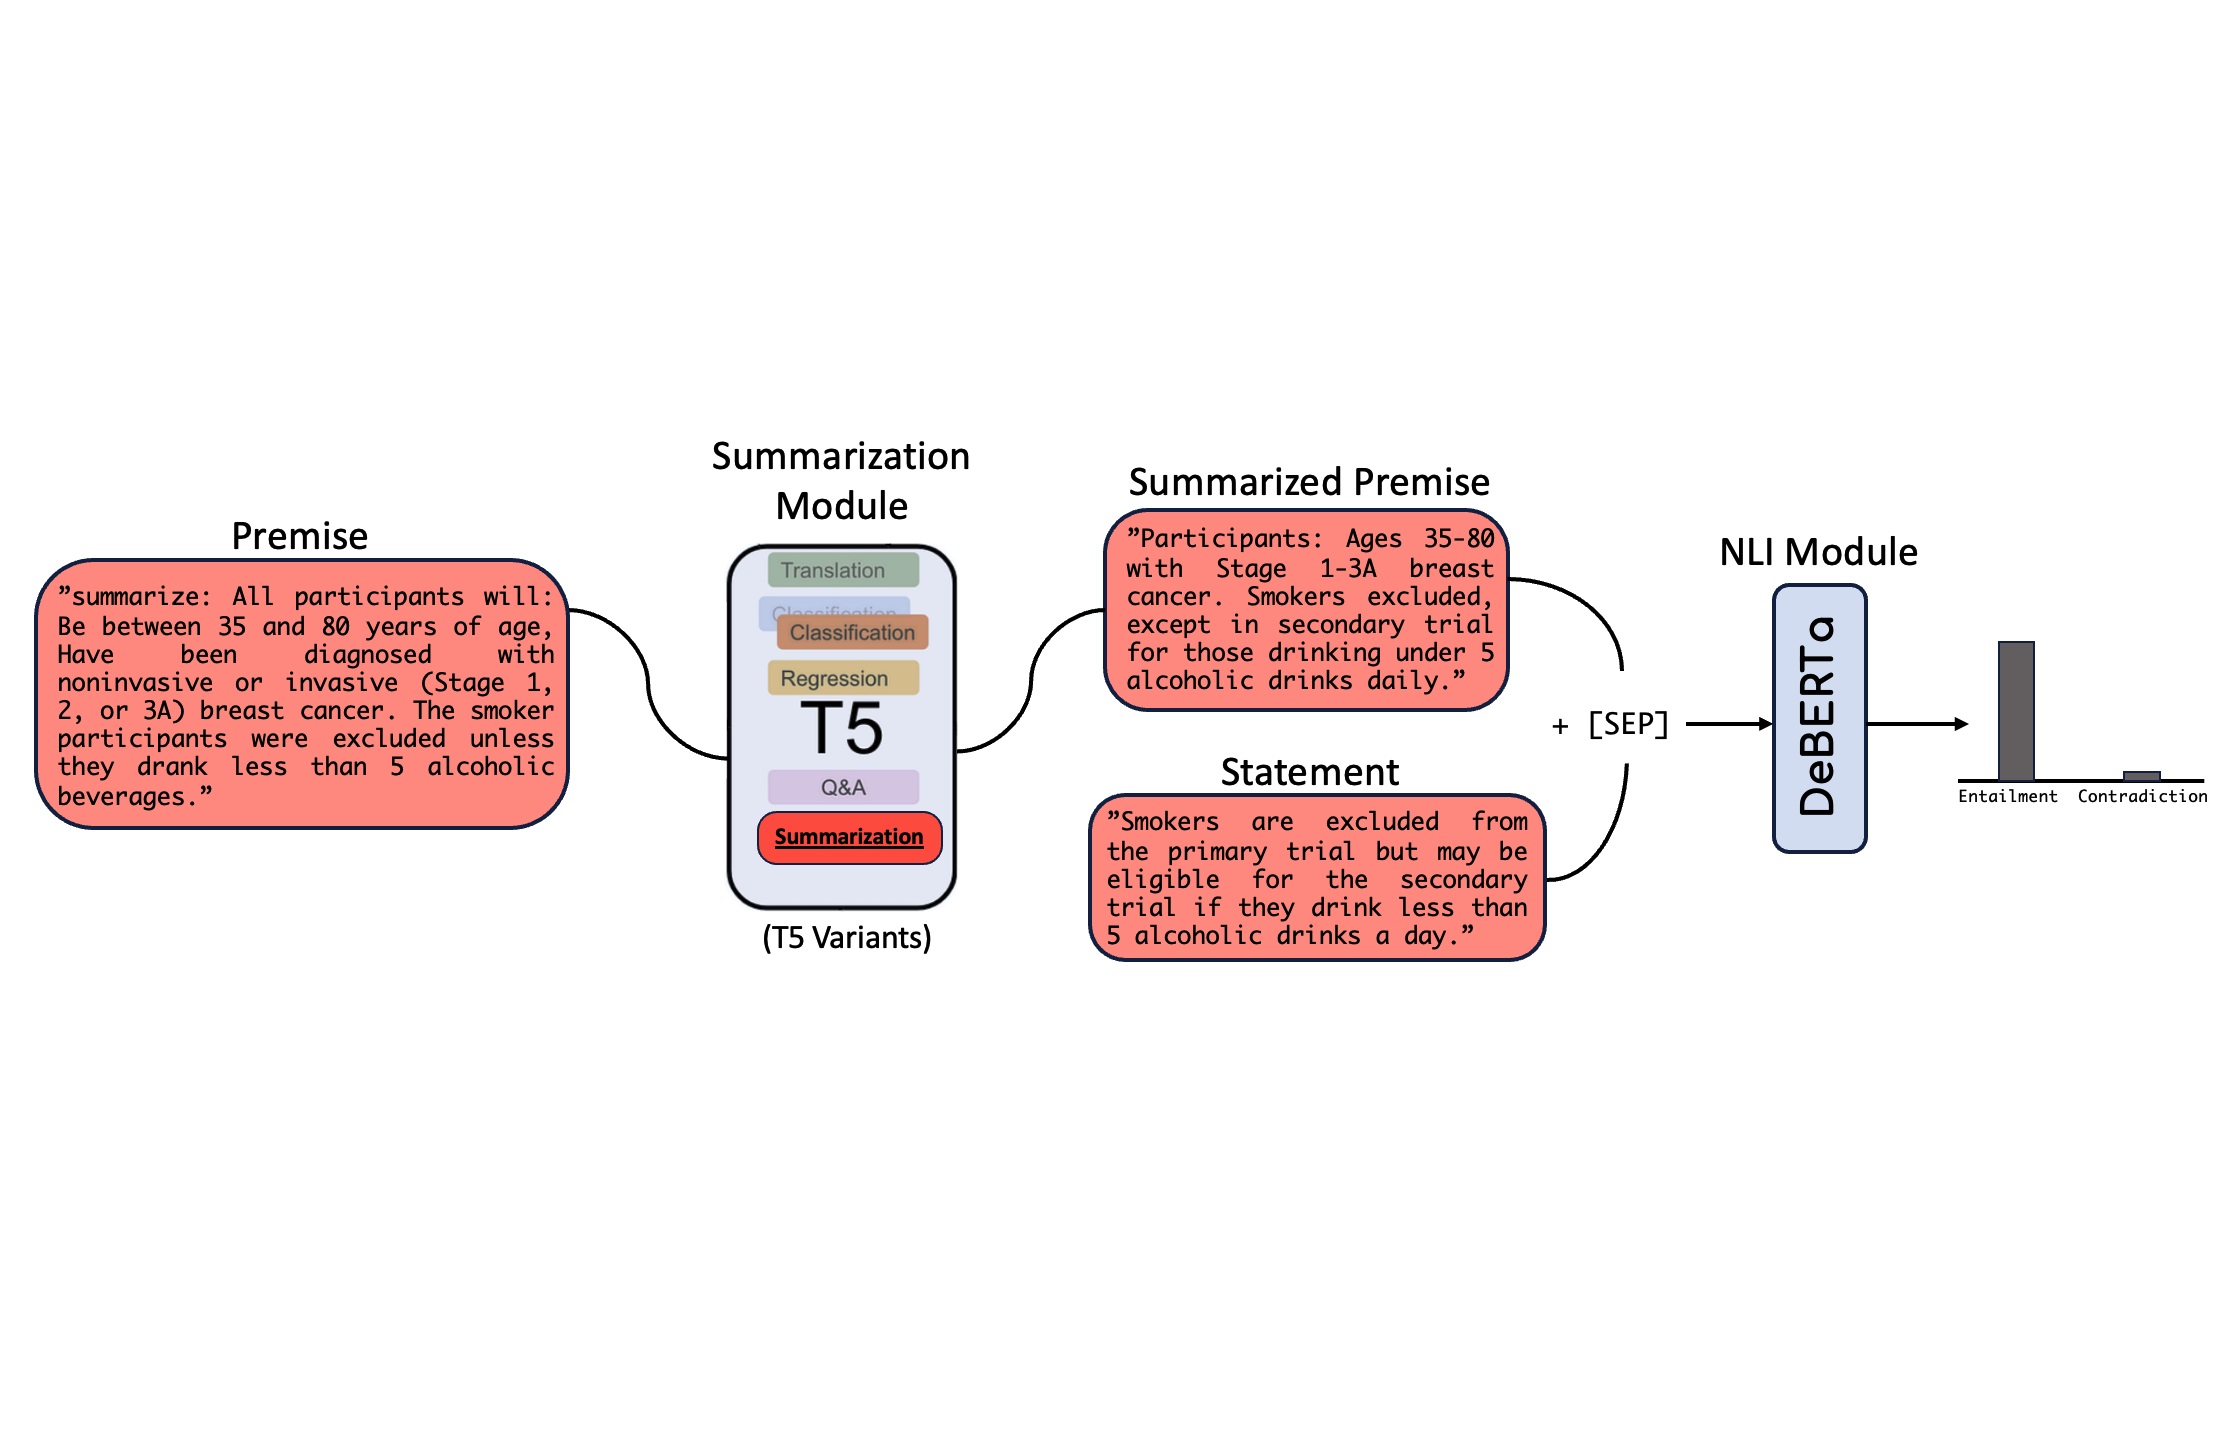 Premise
”summarize: All participants will:
Be between 35 and 80 years of age,
Have been diagnosed with
noninvasive or invasive (Stage 1,
2, or 3A) breast cancer. The smoker
participants were excluded unless
they drank less than 5 alcoholic
beverages.”
Summarization
Module
Translation
Classification
Classification
Regression
T5
Q&A
Summarization
(T5 Variants)
Summarized Premise
”Participants: Ages 35-80
with Stage 1-3A breast
cancer. Smokers excluded,
except in secondary trial
for those drinking under 5
alcoholic drinks daily.”
Statement
”Smokers are excluded from
the primary trial but may be
eligible for the secondary
trial if they drink less than
5 alcoholic drinks a day.”
+ [SEP]
NLI Module
DeBERTa
Entailment Contradiction